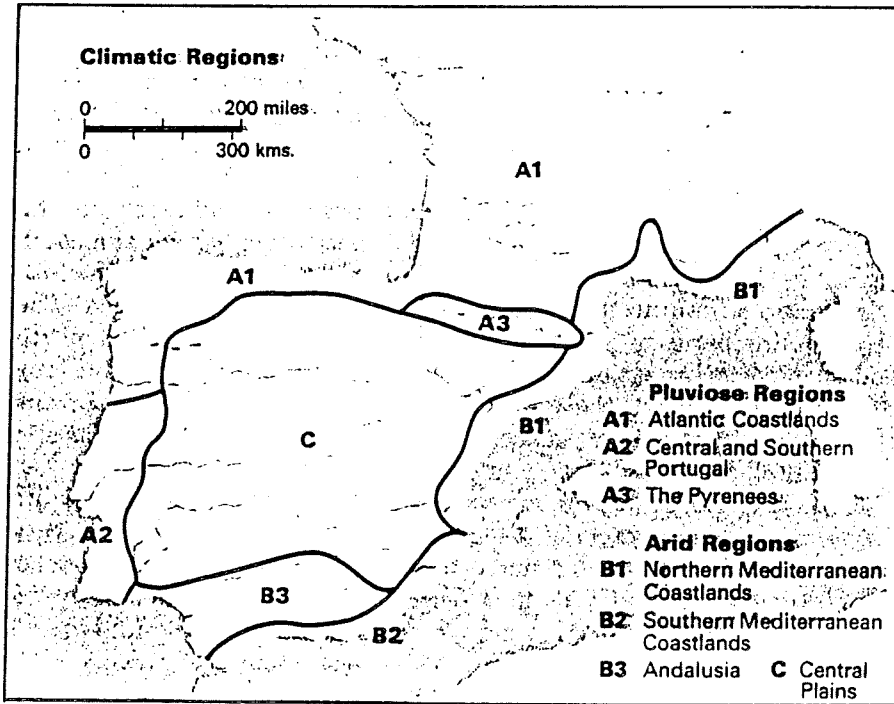 Climatic Regions
0 200 miles
0 300 kms.
A1
A1
B1
A3
B1
C
A2
B3
B2
Pluviose Regions
A1 Atlantic Coastlands
A2 Central and Southern
Portugal
A3 The Pyrenees
Arid Regions
B1 Northern Mediterranean
Coastlands
B2 Southern Mediterranean
Coastlands
B3 Andalusia C Central
Plains